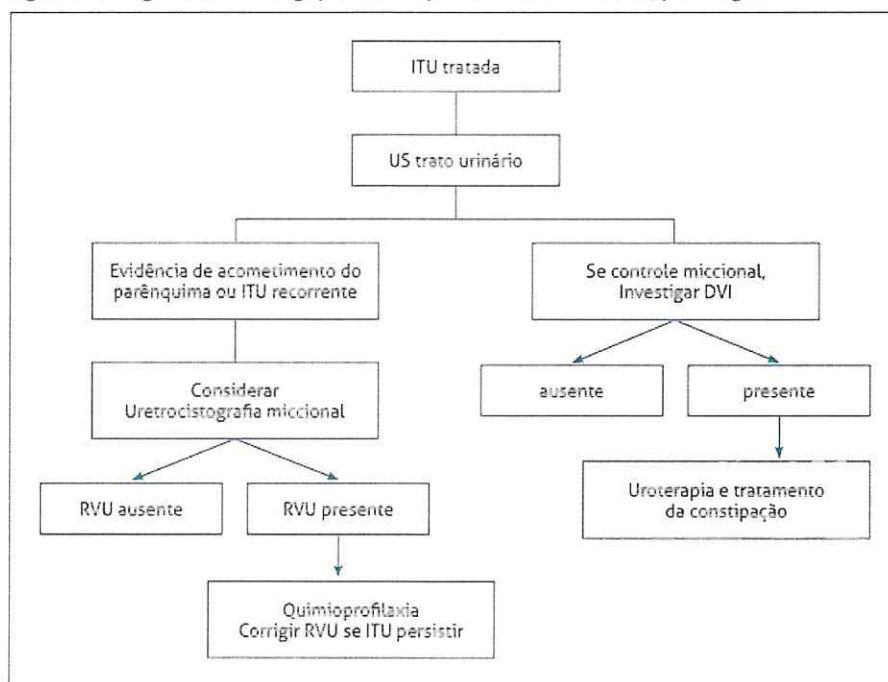 ITU tratada
US trato urinário
Evidência de acometimento do
parênquima ou ITU recorrente
Se controle miccional,
Investigar DVI
Considerar
Uretrocistografia miccional
ausente
presente
RVU ausente
RVU presente
Uroterapia e tratamento
da constipação
Quimioprofilaxia
Corrigir RVU se ITU persistir